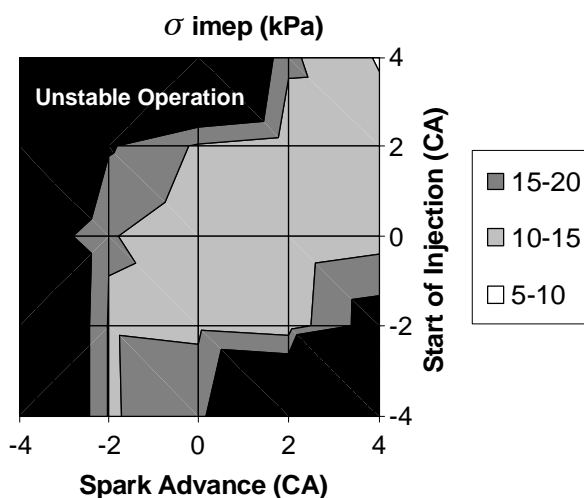 σ imep (kPa)
Unstable Operation
4
2
0
-2
-4
Start of Injection (CA)
-4 -2 0 2 4
Spark Advance (CA)
15-20
10-15
5-10